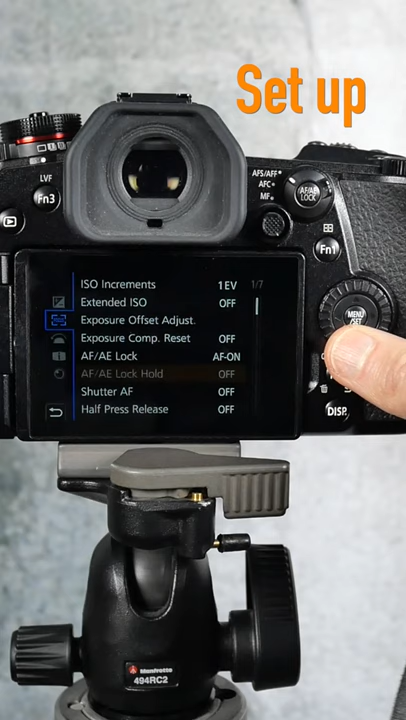 Set up
LVF
Fn3
AFS/AFF
AFC
MF
AF/AE
LOCK
Fn1
ISO Increments 1EV 1/7
Extended ISO OFF
Exposure Offset Adjust.
Exposure Comp. Reset OFF
AF/AE Lock AF-ON
AF/AE Lock Hold OFF
Shutter AF ON
Half Press Release OFF
MENU
/SET
DISP.
Manfrotto
494RC2